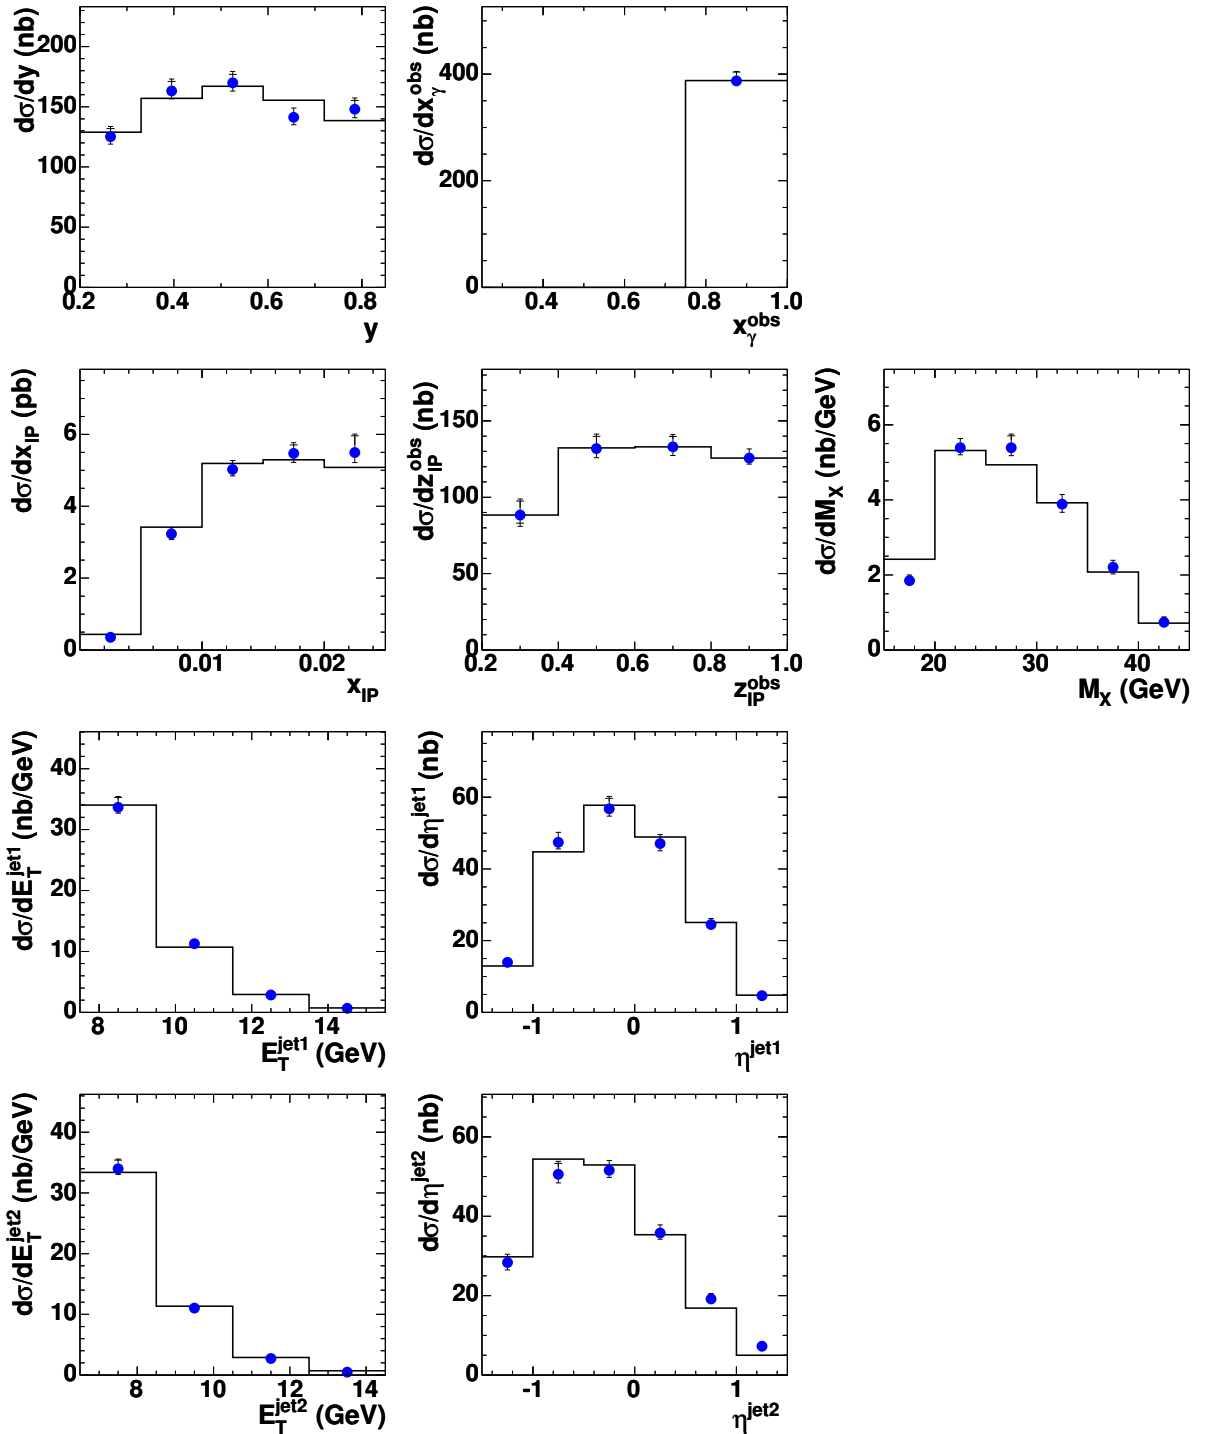 dσ/dy (nb)
200
150
100
50
0
0.2 0.4 0.6 0.8
y
dσ/dx_γ^obs (nb)
400
200
0
0.4 0.6 0.8 1.0
x_γ^obs
dσ/dx_IP (pb)
6
4
2
0
0.01 0.02
x_IP
dσ/dz_IP^obs (nb)
150
100
50
0
0.2 0.4 0.6 0.8 1.0
z_IP^obs
dσ/dM_X (nb/GeV)
6
4
2
0
20 30 40
M_X (GeV)
dσ/dE_T^jet1 (nb/GeV)
40
30
20
10
0
8 10 12 14
E_T^jet1 (GeV)
dσ/dη^jet1 (nb)
60
40
20
0
-1 0 1
η^jet1
dσ/dE_T^jet2 (nb/GeV)
40
30
20
10
0
8 10 12 14
E_T^jet2 (GeV)
dσ/dη^jet2 (nb)
60
40
20
0
-1 0 1
η^jet2